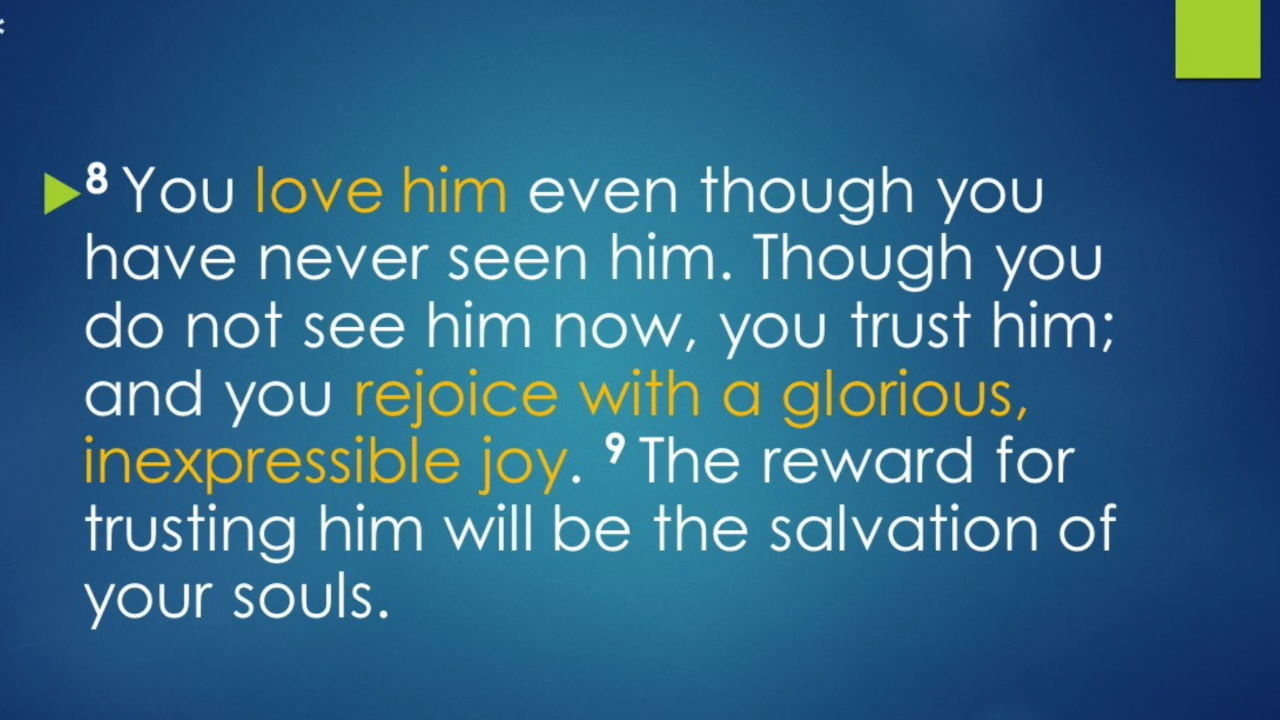 *
8 You love him even though you
have never seen him. Though you
do not see him now, you trust him;
and you rejoice with a glorious,
inexpressible joy. 9 The reward for
trusting him will be the salvation of
your souls.